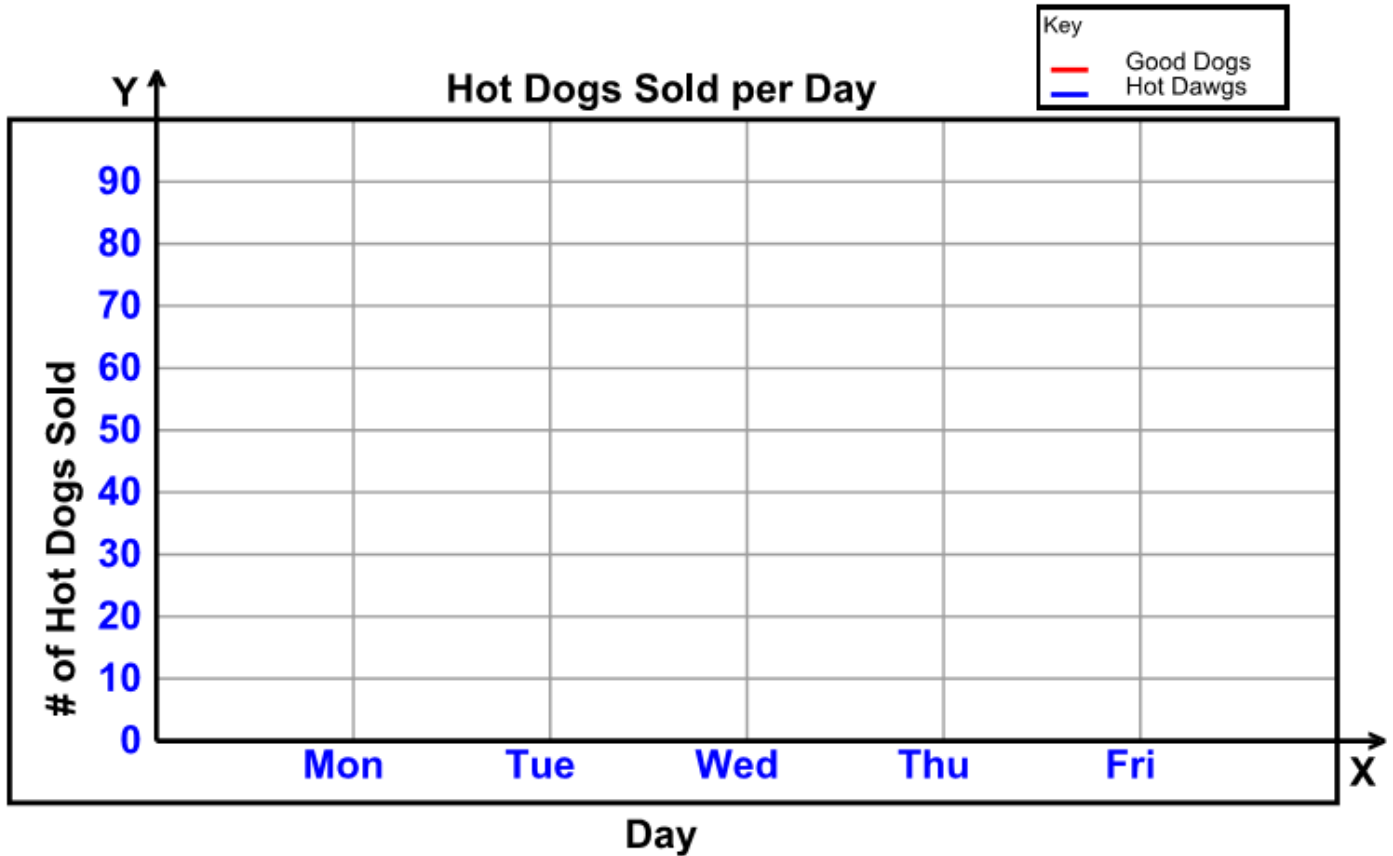 Key
Good Dogs
Hot Dawgs
Y
Hot Dogs Sold per Day
# of Hot Dogs Sold
90
80
70
60
50
40
30
20
10
0
Mon Tue Wed Thu Fri
X
Day